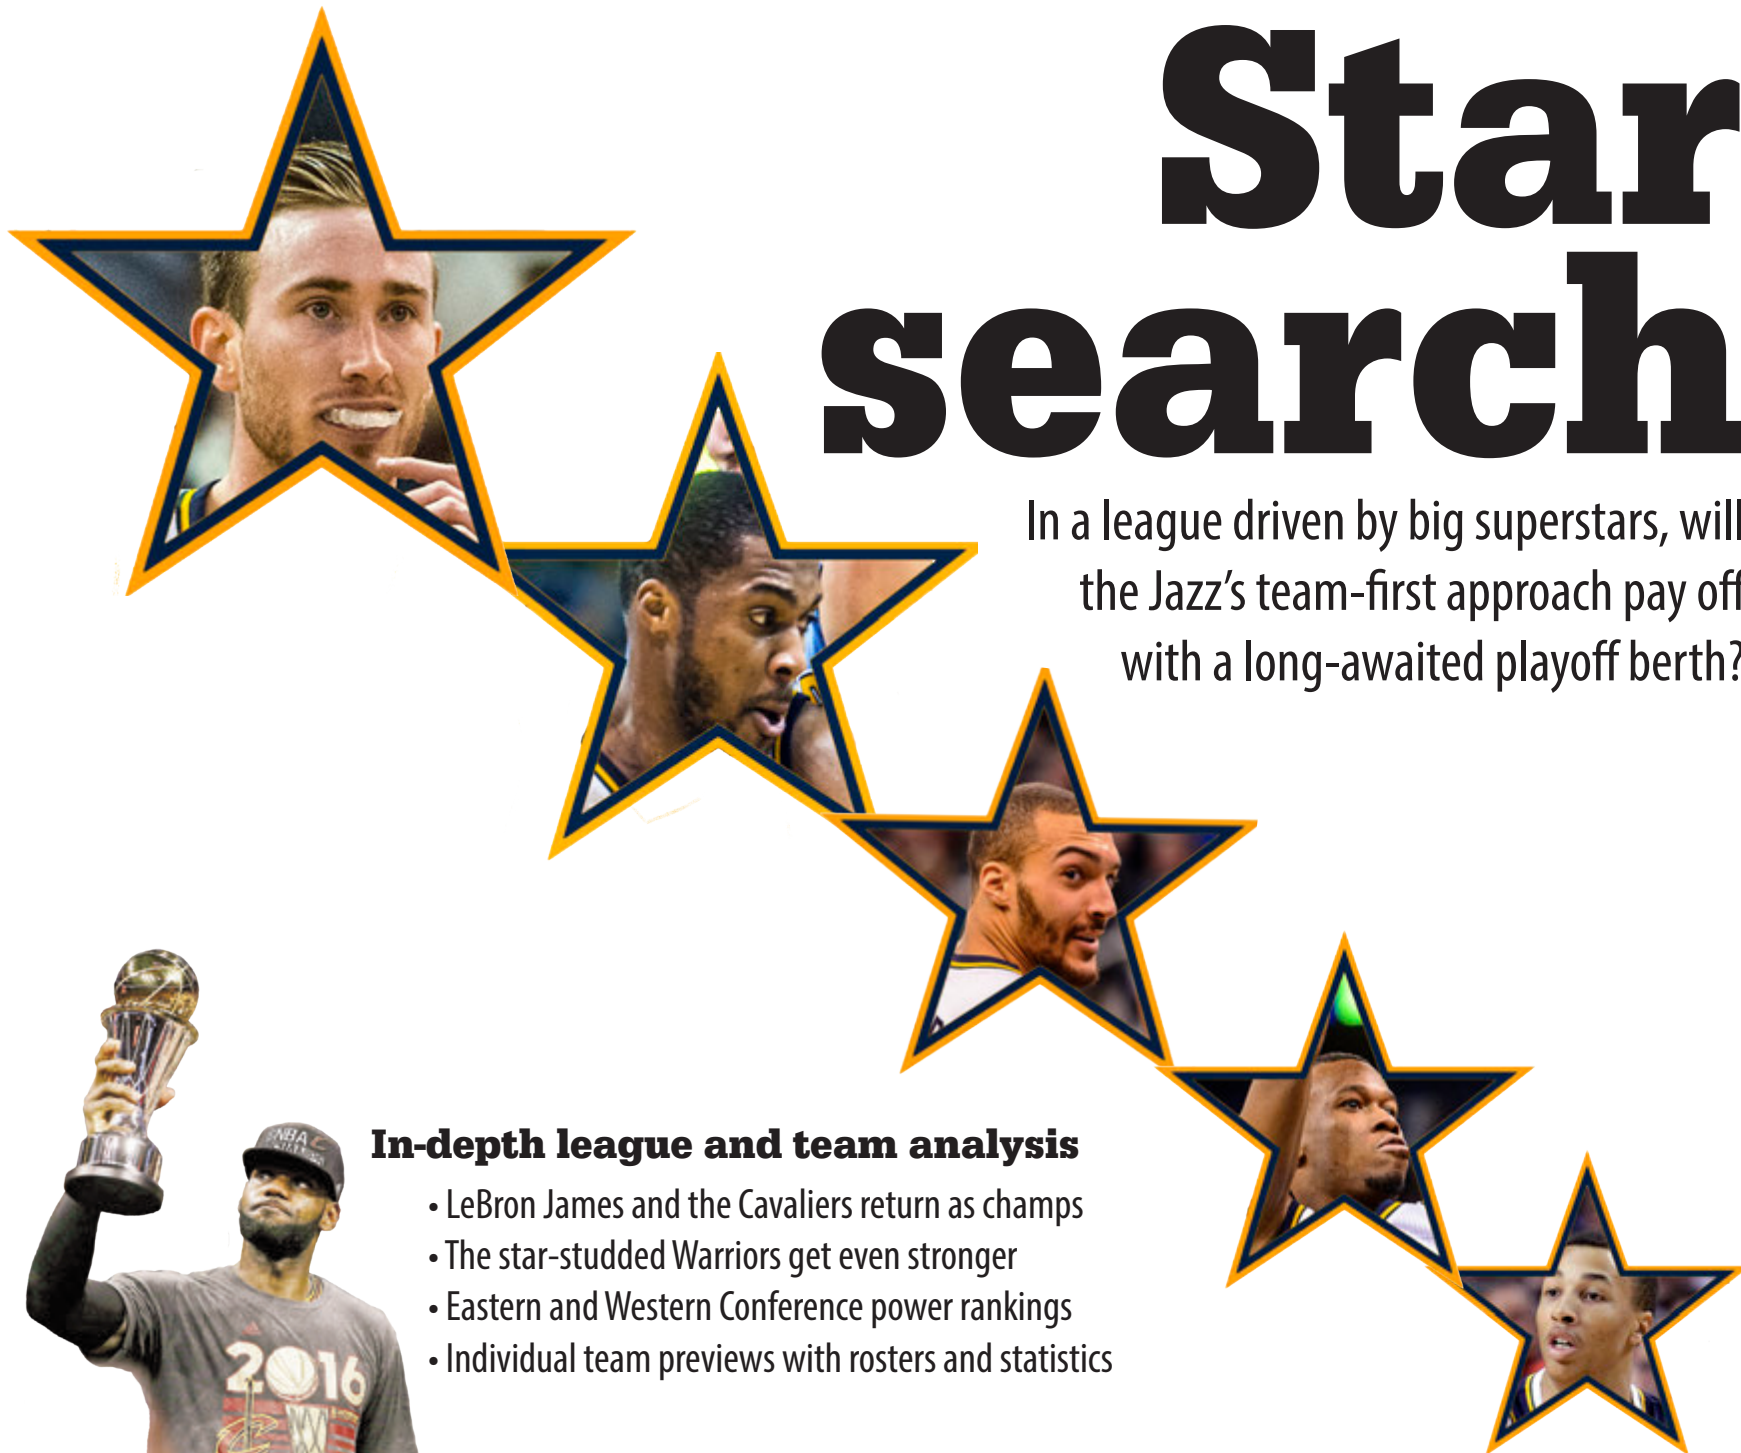 Star
search
In a league driven by big superstars, will
the Jazz's team-first approach pay off
with a long-awaited playoff berth?
In-depth league and team analysis
• LeBron James and the Cavaliers return as champs
• The star-studded Warriors get even stronger
• Eastern and Western Conference power rankings
• Individual team previews with rosters and statistics
NBA
2016